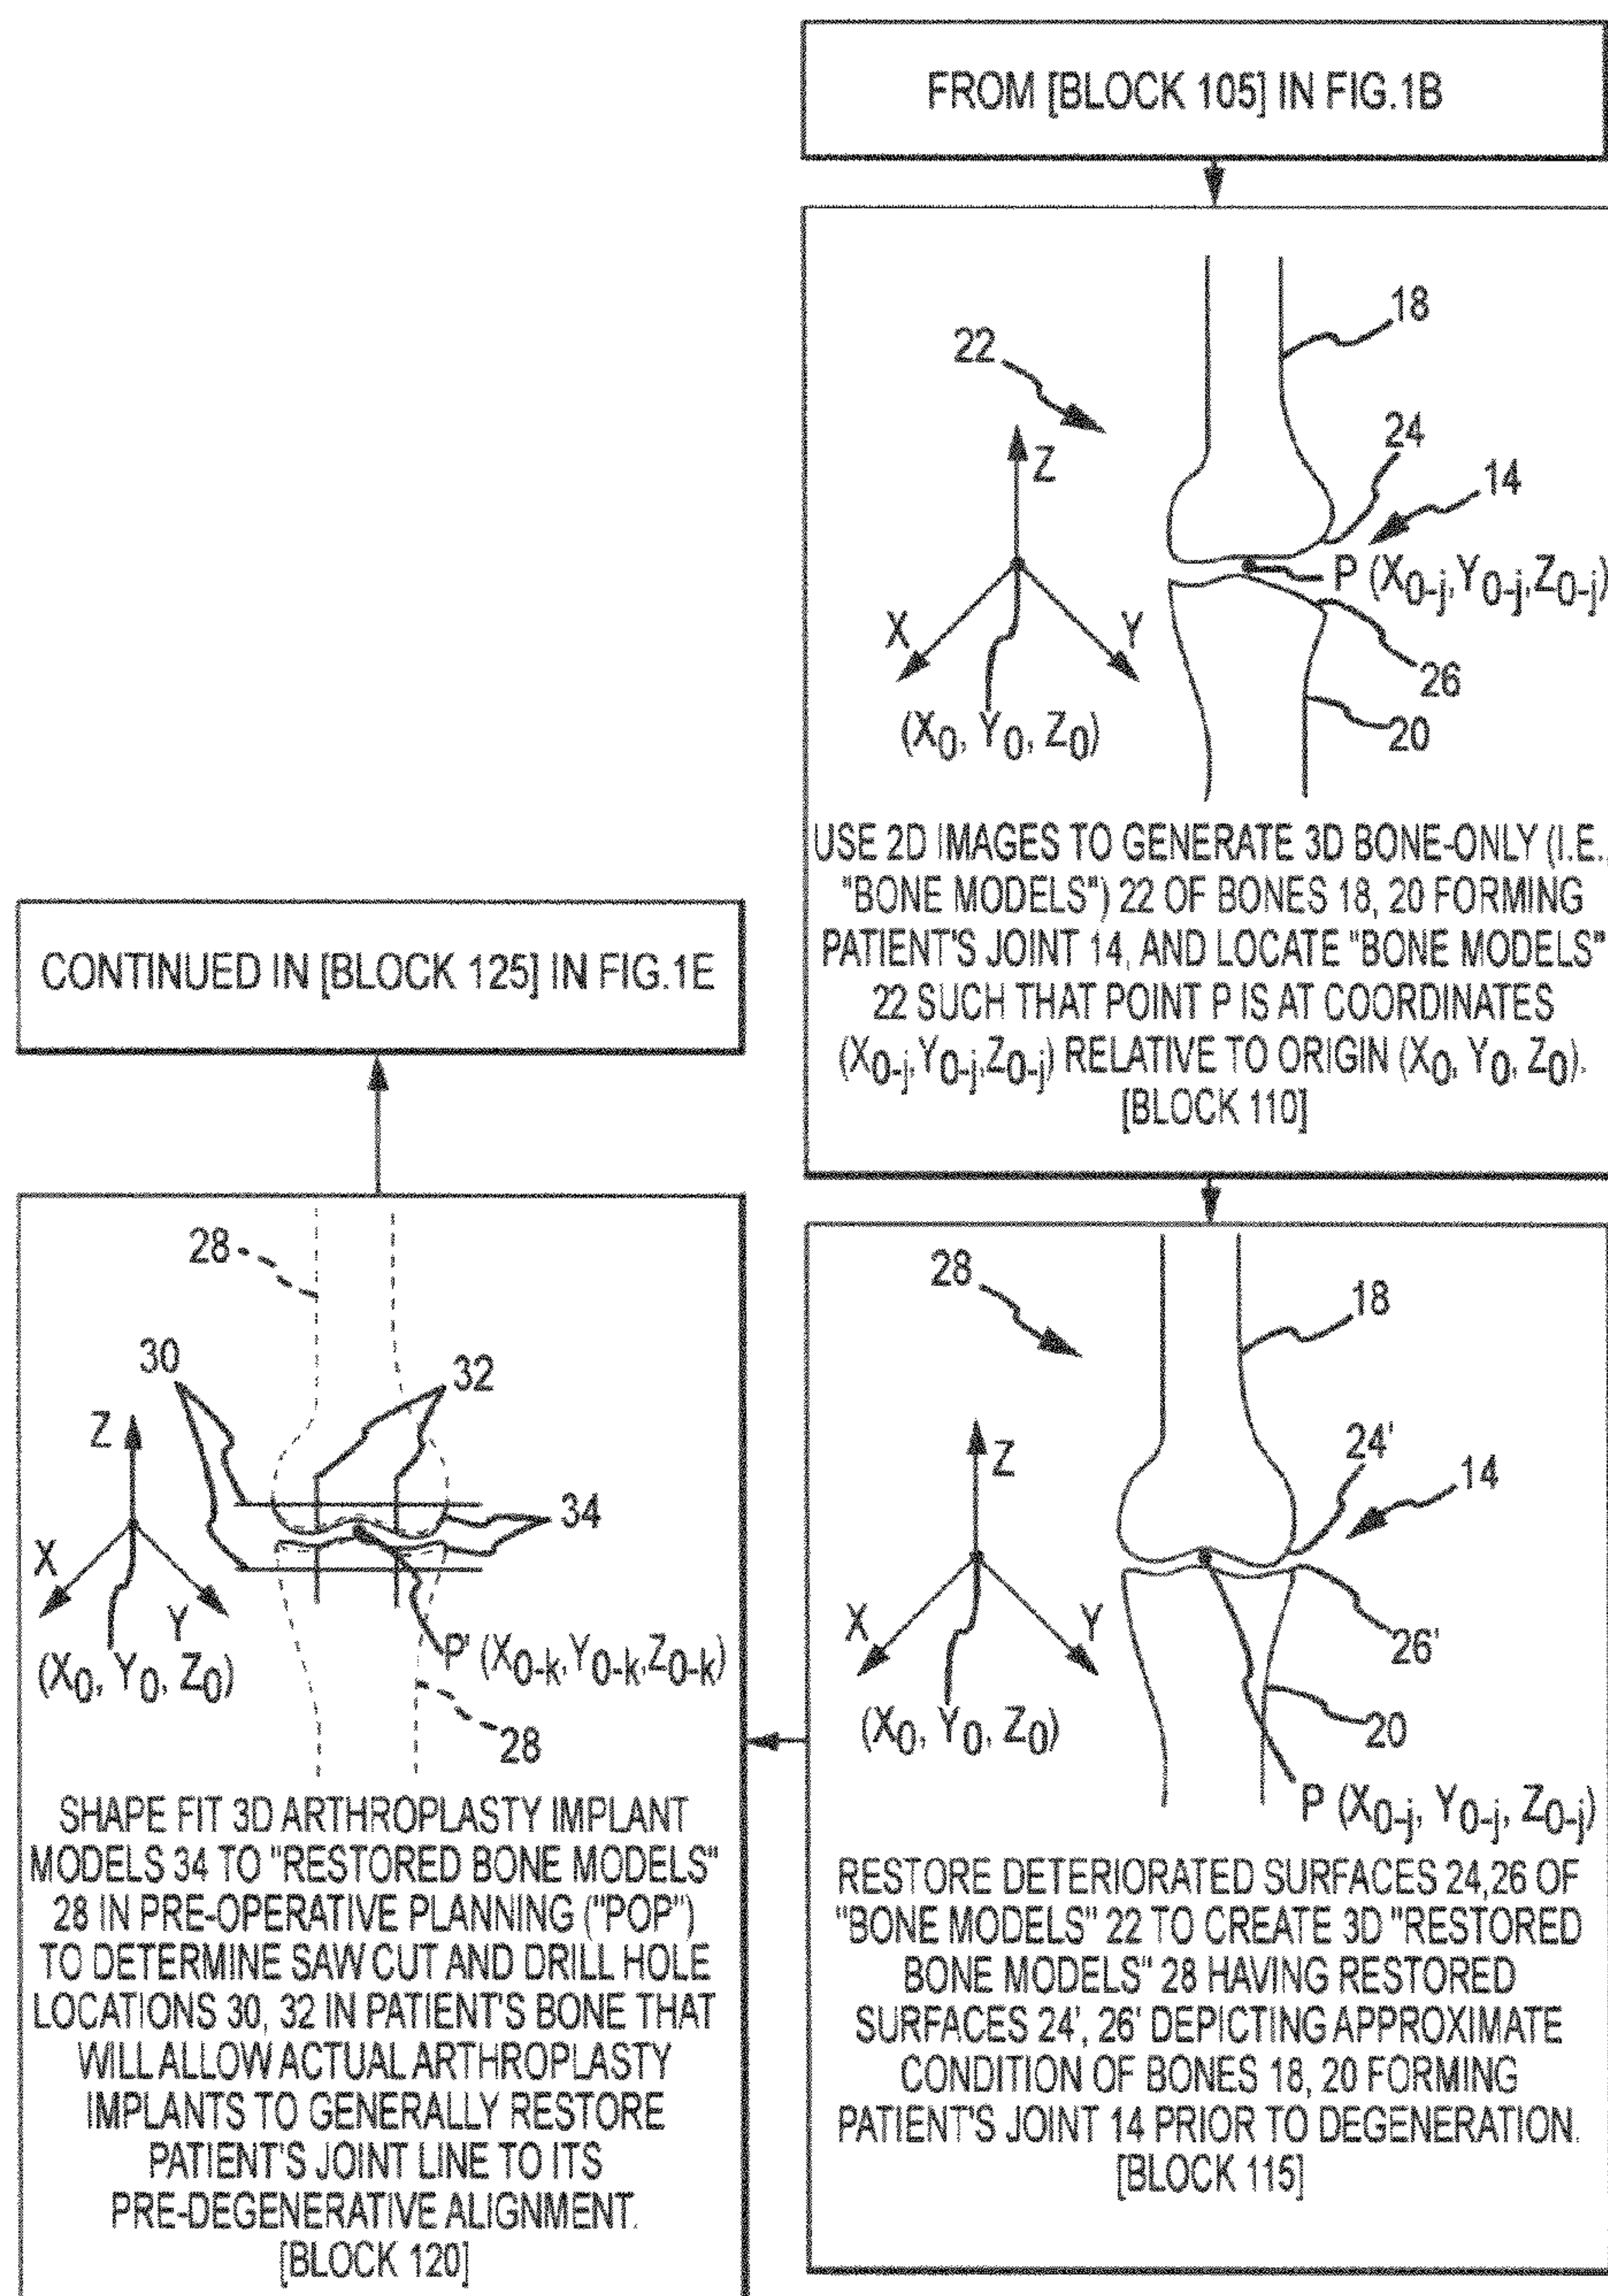 FROM [BLOCK 105] IN FIG.1B
18
22
24
Z
14
P (X0-j,Y0-j,Z0-j)
X
Y
26
(X0, Y0, Z0)
20
USE 2D IMAGES TO GENERATE 3D BONE-ONLY (I.E.,
"BONE MODELS") 22 OF BONES 18, 20 FORMING
PATIENT'S JOINT 14, AND LOCATE "BONE MODELS"
22 SUCH THAT POINT P IS AT COORDINATES
(X0-j,Y0-j,Z0-j) RELATIVE TO ORIGIN (X0, Y0, Z0).
[BLOCK 110]
28
18
24'
Z
14
X
Y
26'
(X0, Y0, Z0)
20
P (X0-j, Y0-j, Z0-j)
RESTORE DETERIORATED SURFACES 24,26 OF
"BONE MODELS" 22 TO CREATE 3D "RESTORED
BONE MODELS" 28 HAVING RESTORED
SURFACES 24', 26' DEPICTING APPROXIMATE
CONDITION OF BONES 18, 20 FORMING
PATIENT'S JOINT 14 PRIOR TO DEGENERATION.
[BLOCK 115]
28
30
32
Z
34
X
Y
P' (X0-k,Y0-k,Z0-k)
(X0, Y0, Z0)
28
SHAPE FIT 3D ARTHROPLASTY IMPLANT
MODELS 34 TO "RESTORED BONE MODELS"
28 IN PRE-OPERATIVE PLANNING ("POP")
TO DETERMINE SAW CUT AND DRILL HOLE
LOCATIONS 30, 32 IN PATIENT'S BONE THAT
WILL ALLOW ACTUAL ARTHROPLASTY
IMPLANTS TO GENERALLY RESTORE
PATIENT'S JOINT LINE TO ITS
PRE-DEGENERATIVE ALIGNMENT.
[BLOCK 120]
CONTINUED IN [BLOCK 125] IN FIG.1E